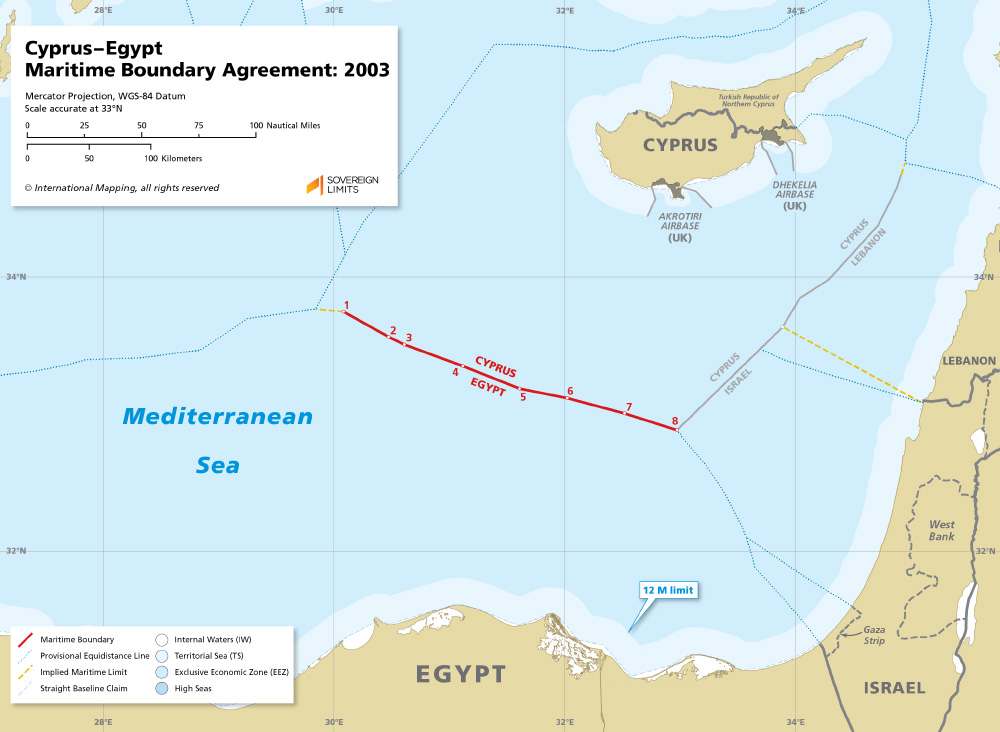 28°E
30°E
32°E
34°E
Cyprus–Egypt
Maritime Boundary Agreement: 2003
Mercator Projection, WGS-84 Datum
Scale accurate at 33°N
0 25 50 75 100 Nautical Miles
0 50 100 Kilometers
© International Mapping, all rights reserved
SOVEREIGN
LIMITS
Turkish Republic of
Northern Cyprus
CYPRUS
DHEKELIA
AIRBASE
(UK)
AKROTIRI
AIRBASE
(UK)
CYPRUS
LEBANON
34°N
34°N
1
2
3
4
5
6
7
8
CYPRUS
EGYPT
CYPRUS
ISRAEL
LEBANON
Mediterranean
Sea
West
Bank
32°N
32°N
12 M limit
Gaza
Strip
EGYPT
ISRAEL
Maritime Boundary
Provisional Equidistance Line
Implied Maritime Limit
Straight Baseline Claim
Internal Waters (IW)
Territorial Sea (TS)
Exclusive Economic Zone (EEZ)
High Seas
28°E
30°E
32°E
34°E